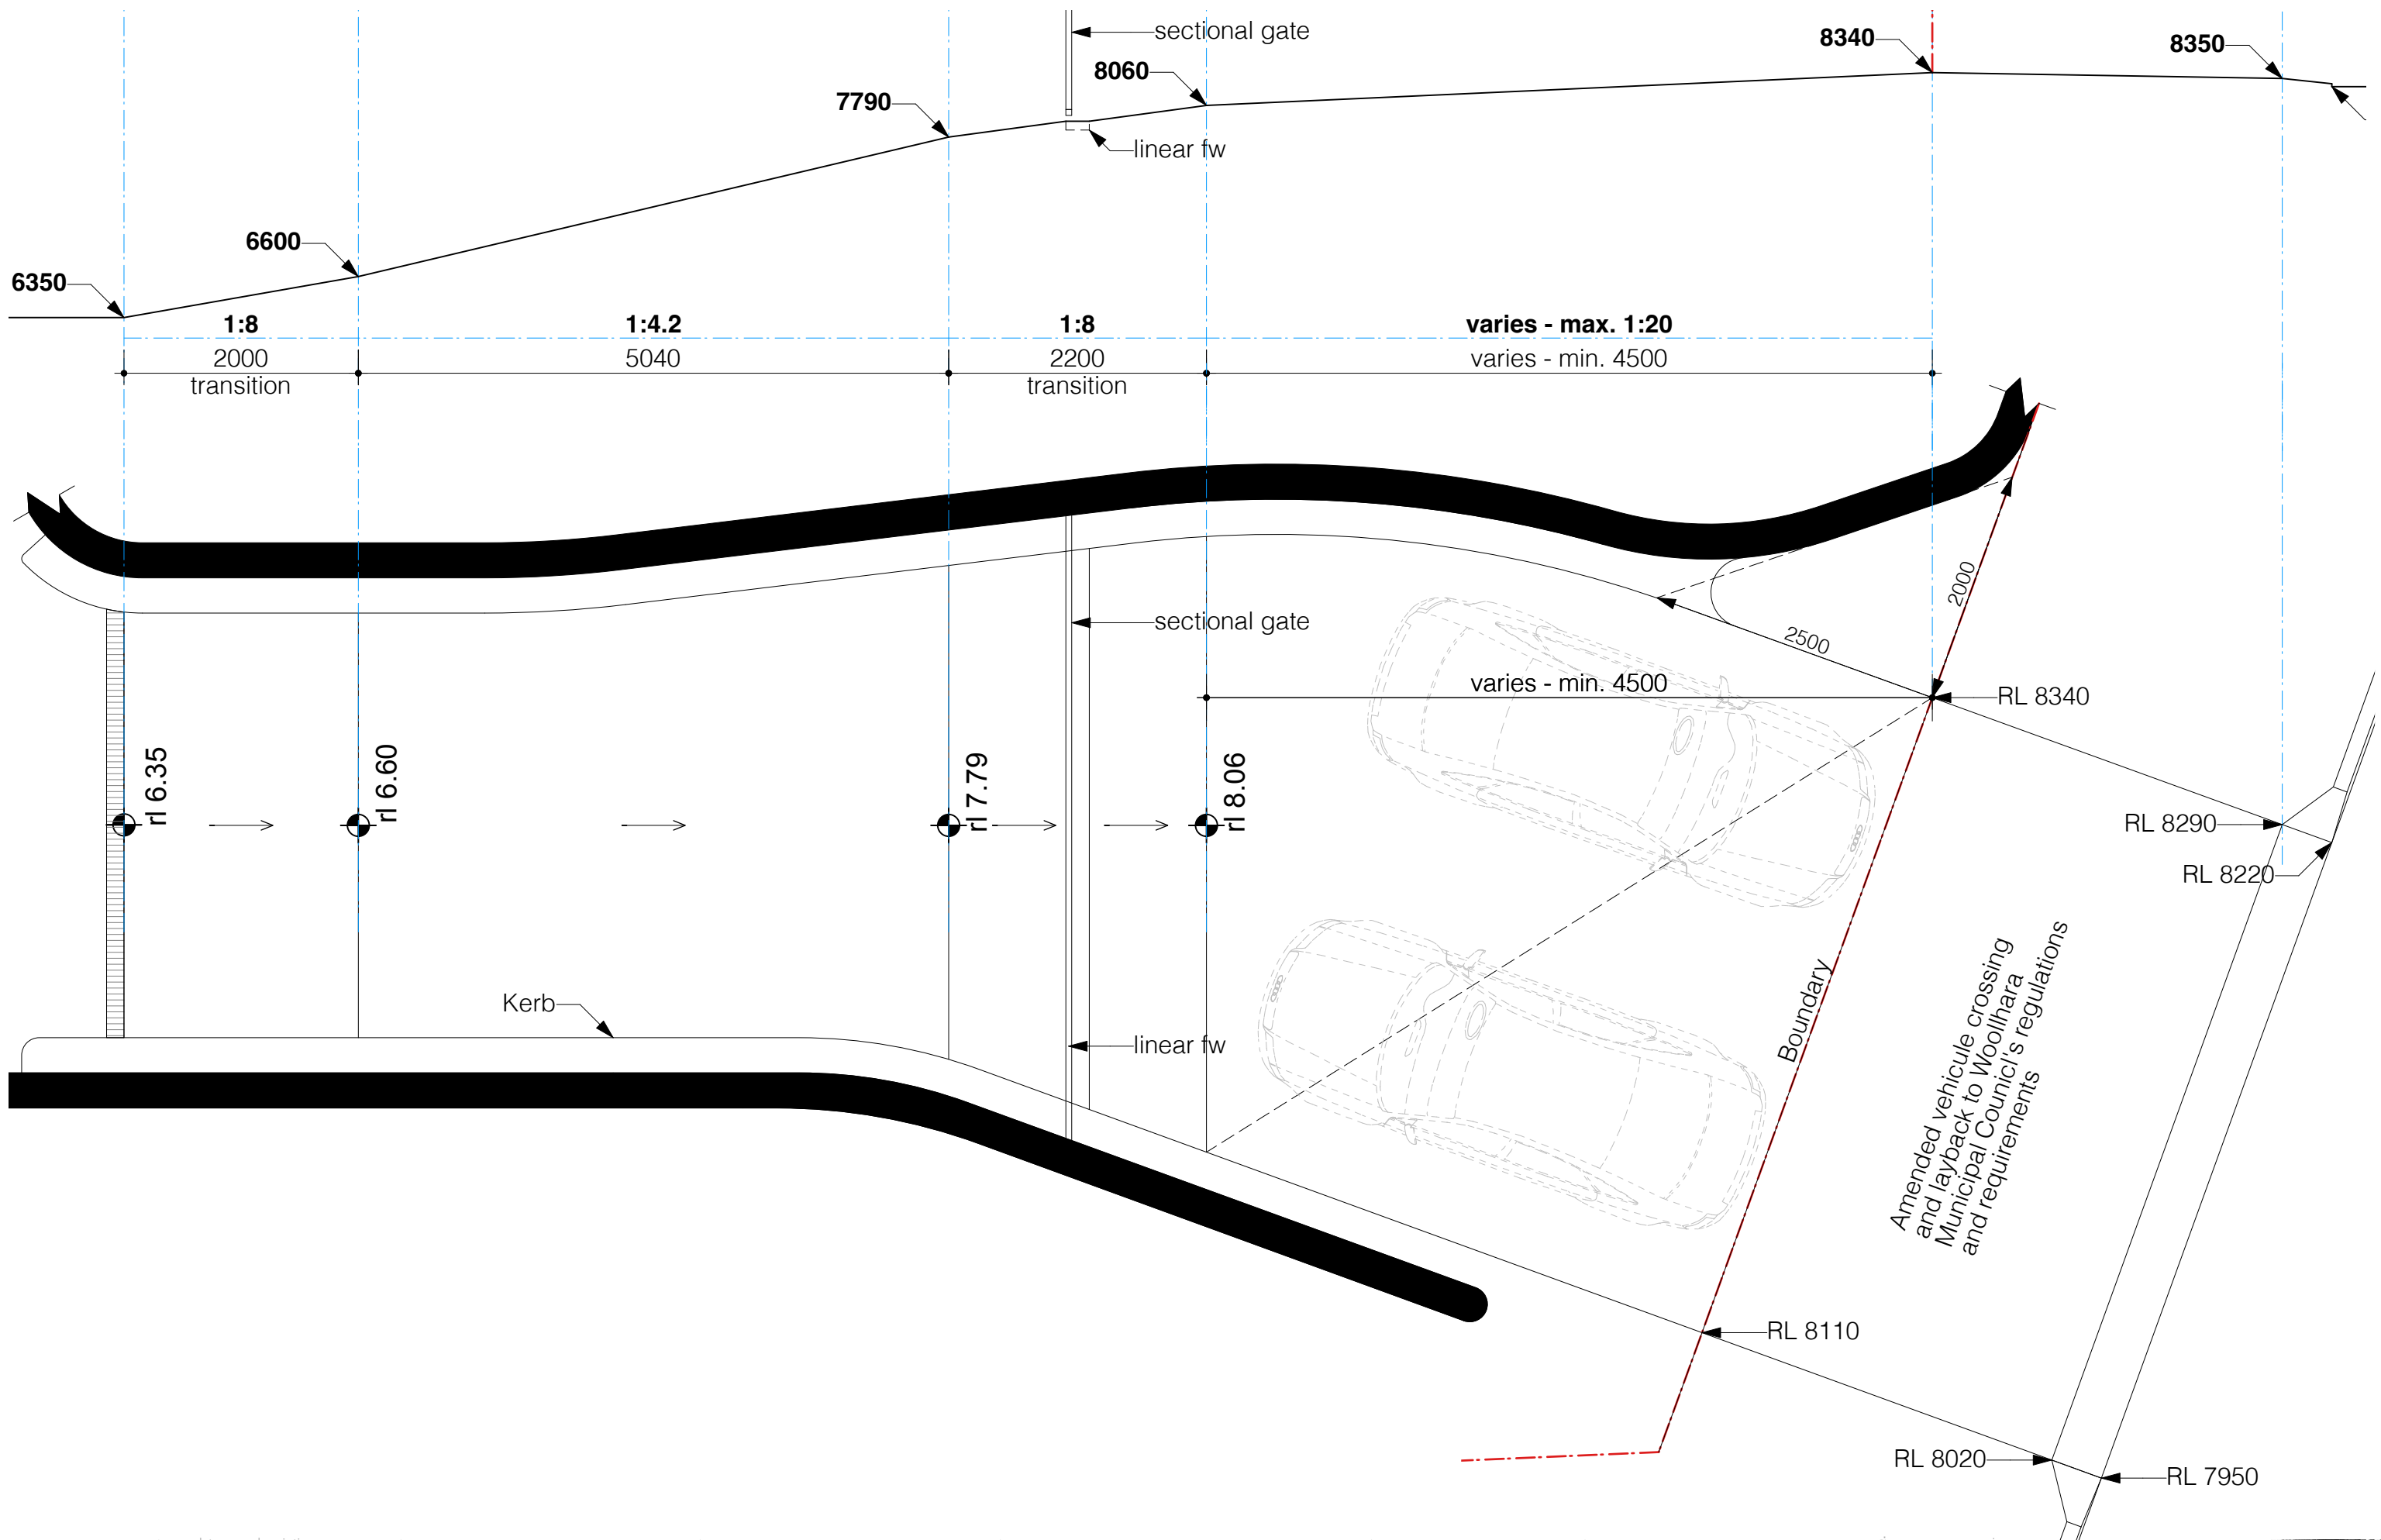 sectional gate
8340
8350
8060
7790
linear fw
6600
6350
1:8
1:4.2
1:8
varies - max. 1:20
2000
5040
2200
varies - min. 4500
transition
transition
2000
sectional gate
2500
varies - min. 4500
RL 8340
rl 6.35
rl 6.60
rl 7.79
rl 8.06
RL 8290
RL 8220
Kerb
linear fw
Boundary
Amended vehicule crossing
and layback to Woollhara
Municipal Counicl's regulations
and requirements
RL 8110
RL 8020
RL 7950